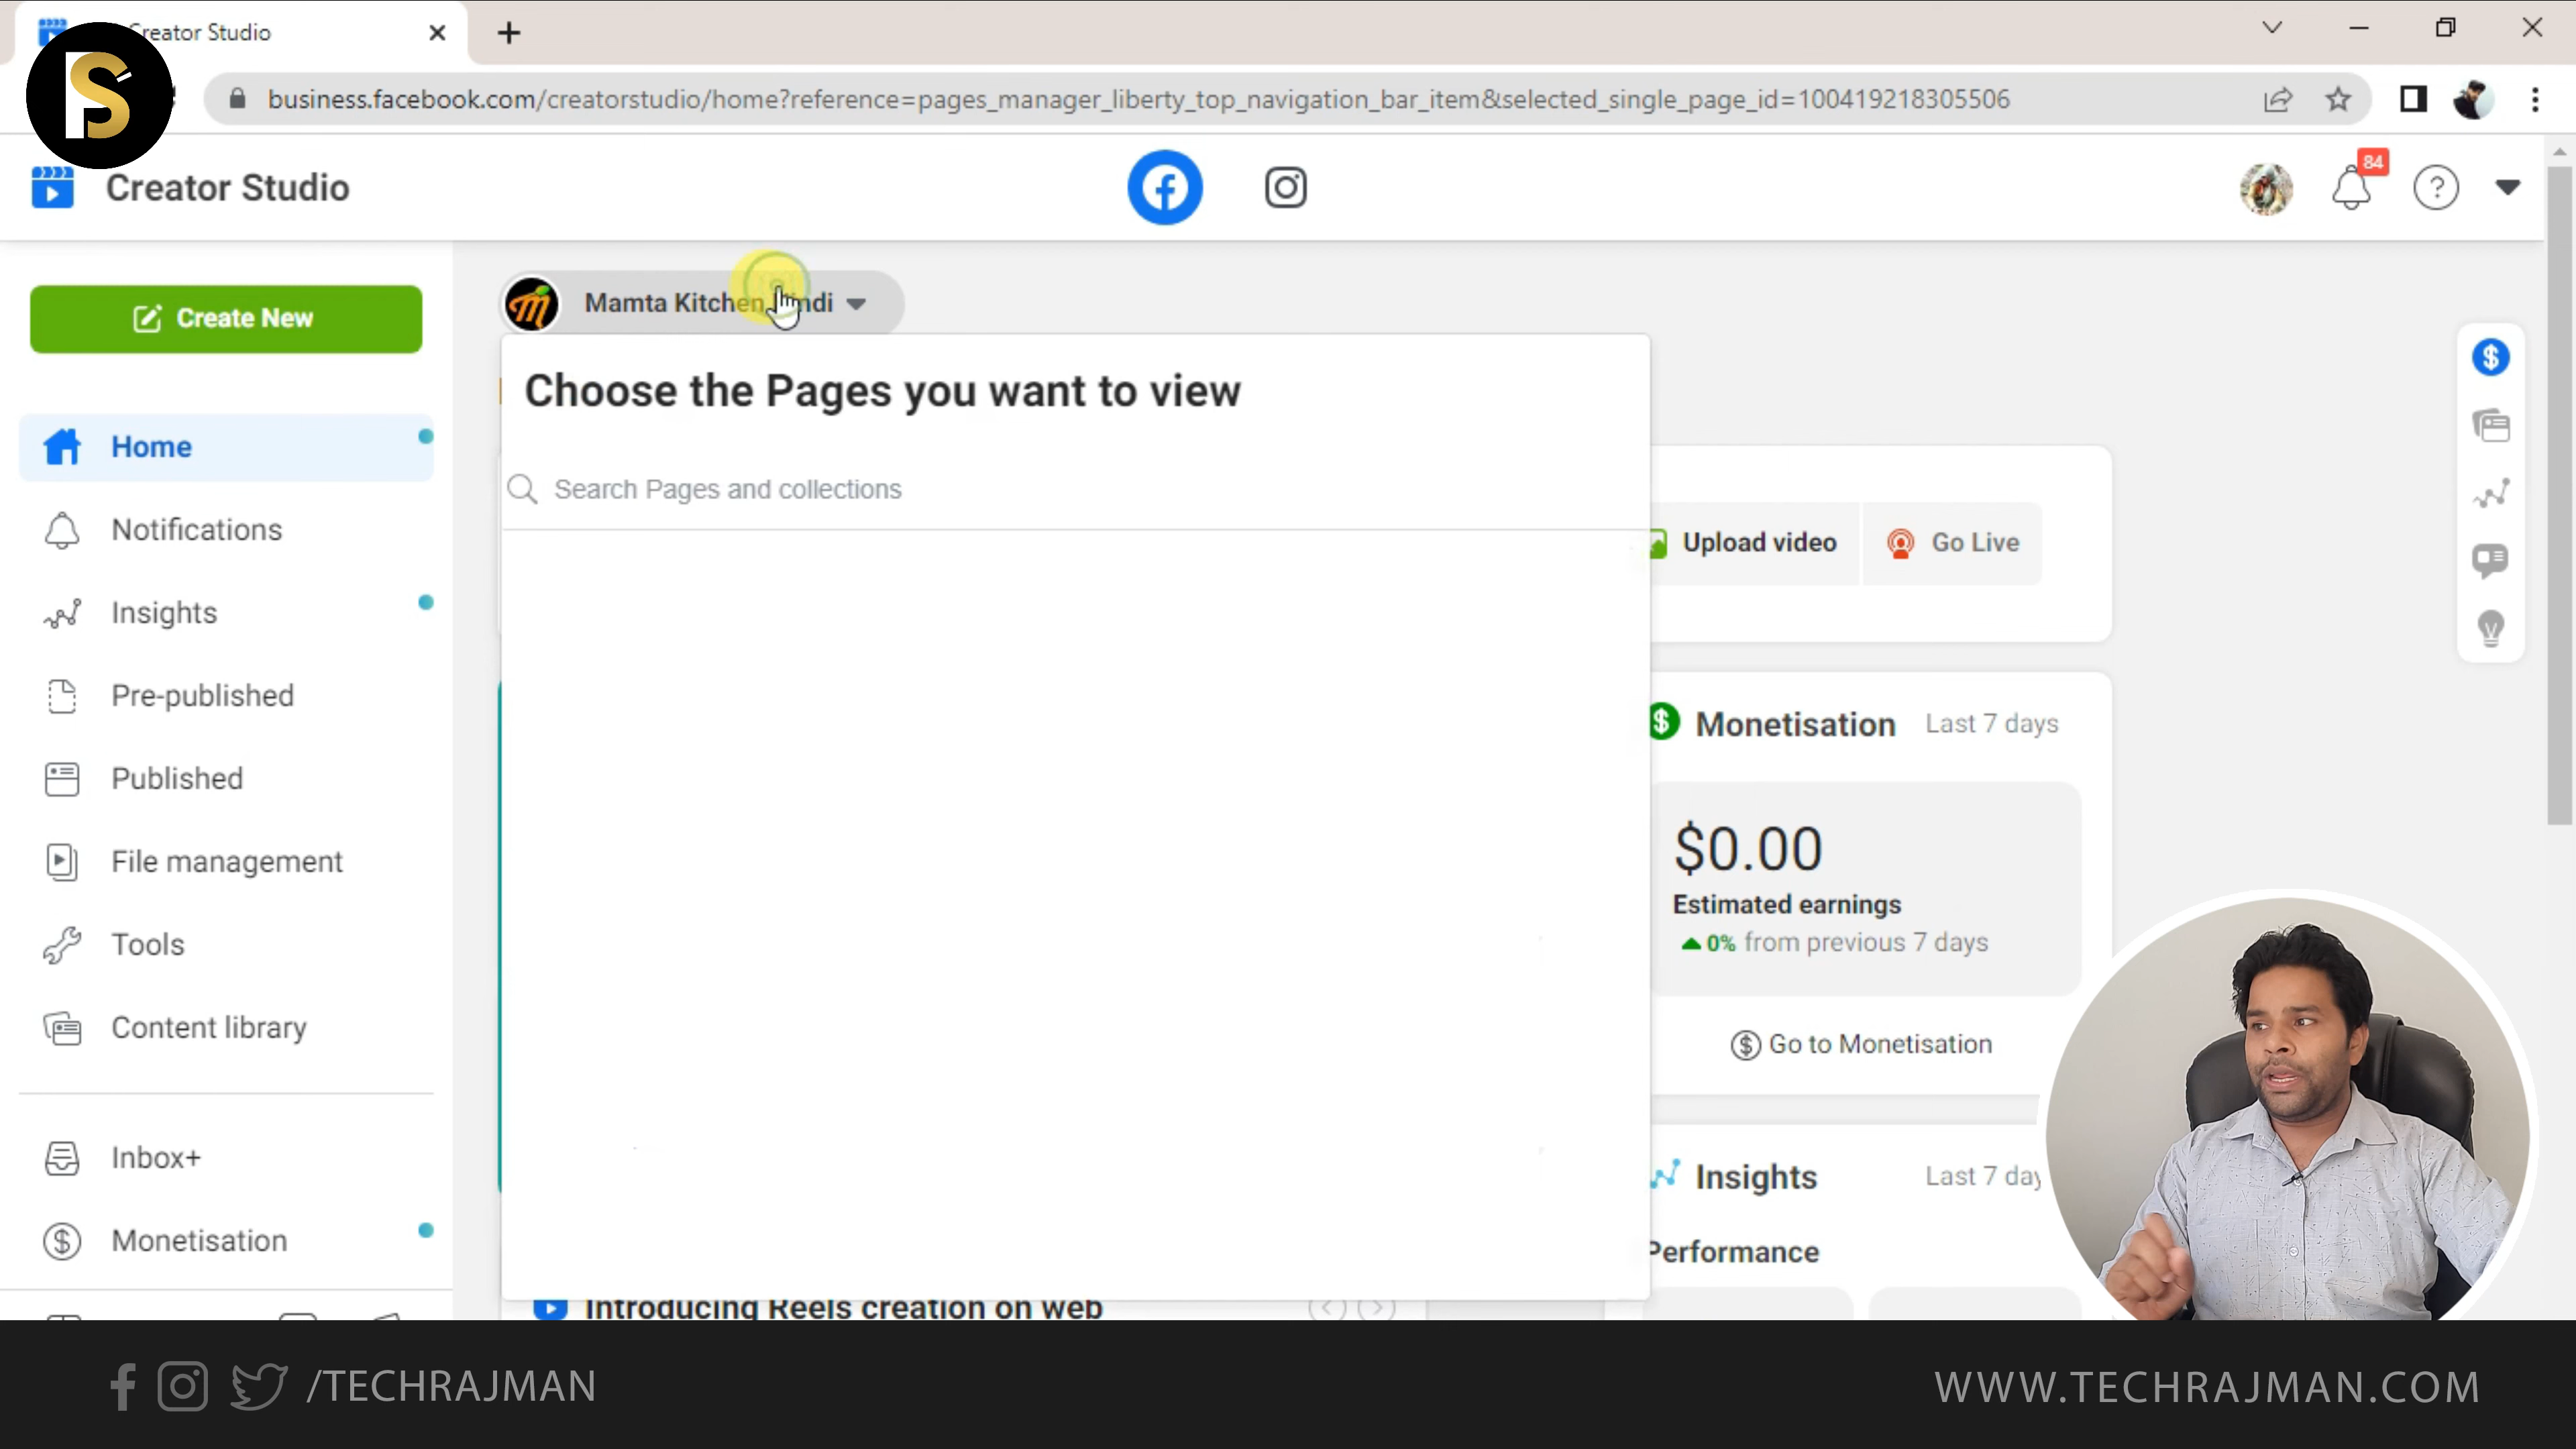 Creator Studio
business.facebook.com/creatorstudio/home?reference=pages_manager_liberty_top_navigation_bar_item&selected_single_page_id=100419218305506
Creator Studio
84
Create New
Mamta Kitchen
Choose the Pages you want to view
Search Pages and collections
Home
Notifications
Insights
Pre-published
Published
File management
Tools
Content library
Inbox+
Monetisation
Upload video
Go Live
Monetisation Last 7 days
$0.00
Estimated earnings
0% from previous 7 days
Go to Monetisation
Insights Last 7 day
Performance
Introducing Reels creation on web
/TECHRAJMAN
WWW.TECHRAJMAN.COM